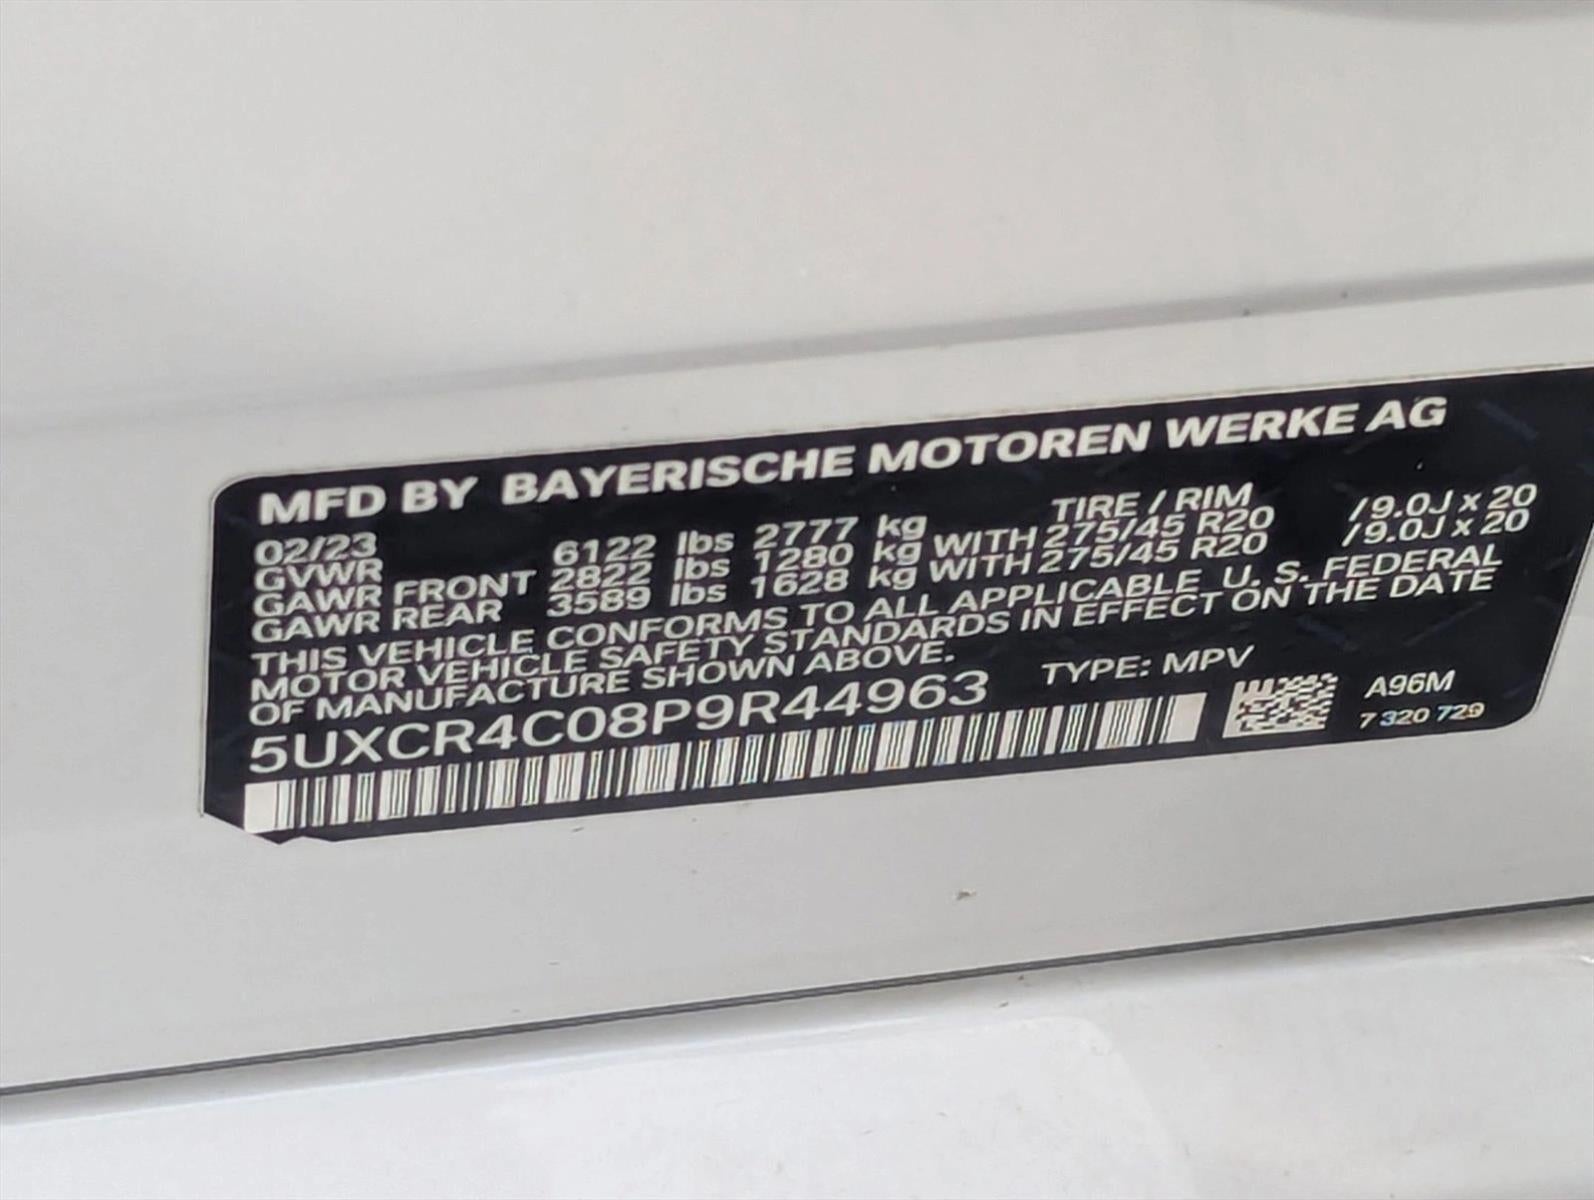 MFD BY BAYERISCHE MOTOREN WERKE AG
02/23 TIRE / RIM
GVWR 6122 lbs 2777 kg
GAWR FRONT 2822 lbs 1280 kg WITH 275/45 R20 /9.0J x 20
GAWR REAR 3589 lbs 1628 kg WITH 275/45 R20 /9.0J x 20
THIS VEHICLE CONFORMS TO ALL APPLICABLE U. S. FEDERAL
MOTOR VEHICLE SAFETY STANDARDS IN EFFECT ON THE DATE
OF MANUFACTURE SHOWN ABOVE.
5UXCR4C08P9R44963 TYPE: MPV
A96M
7 320 729